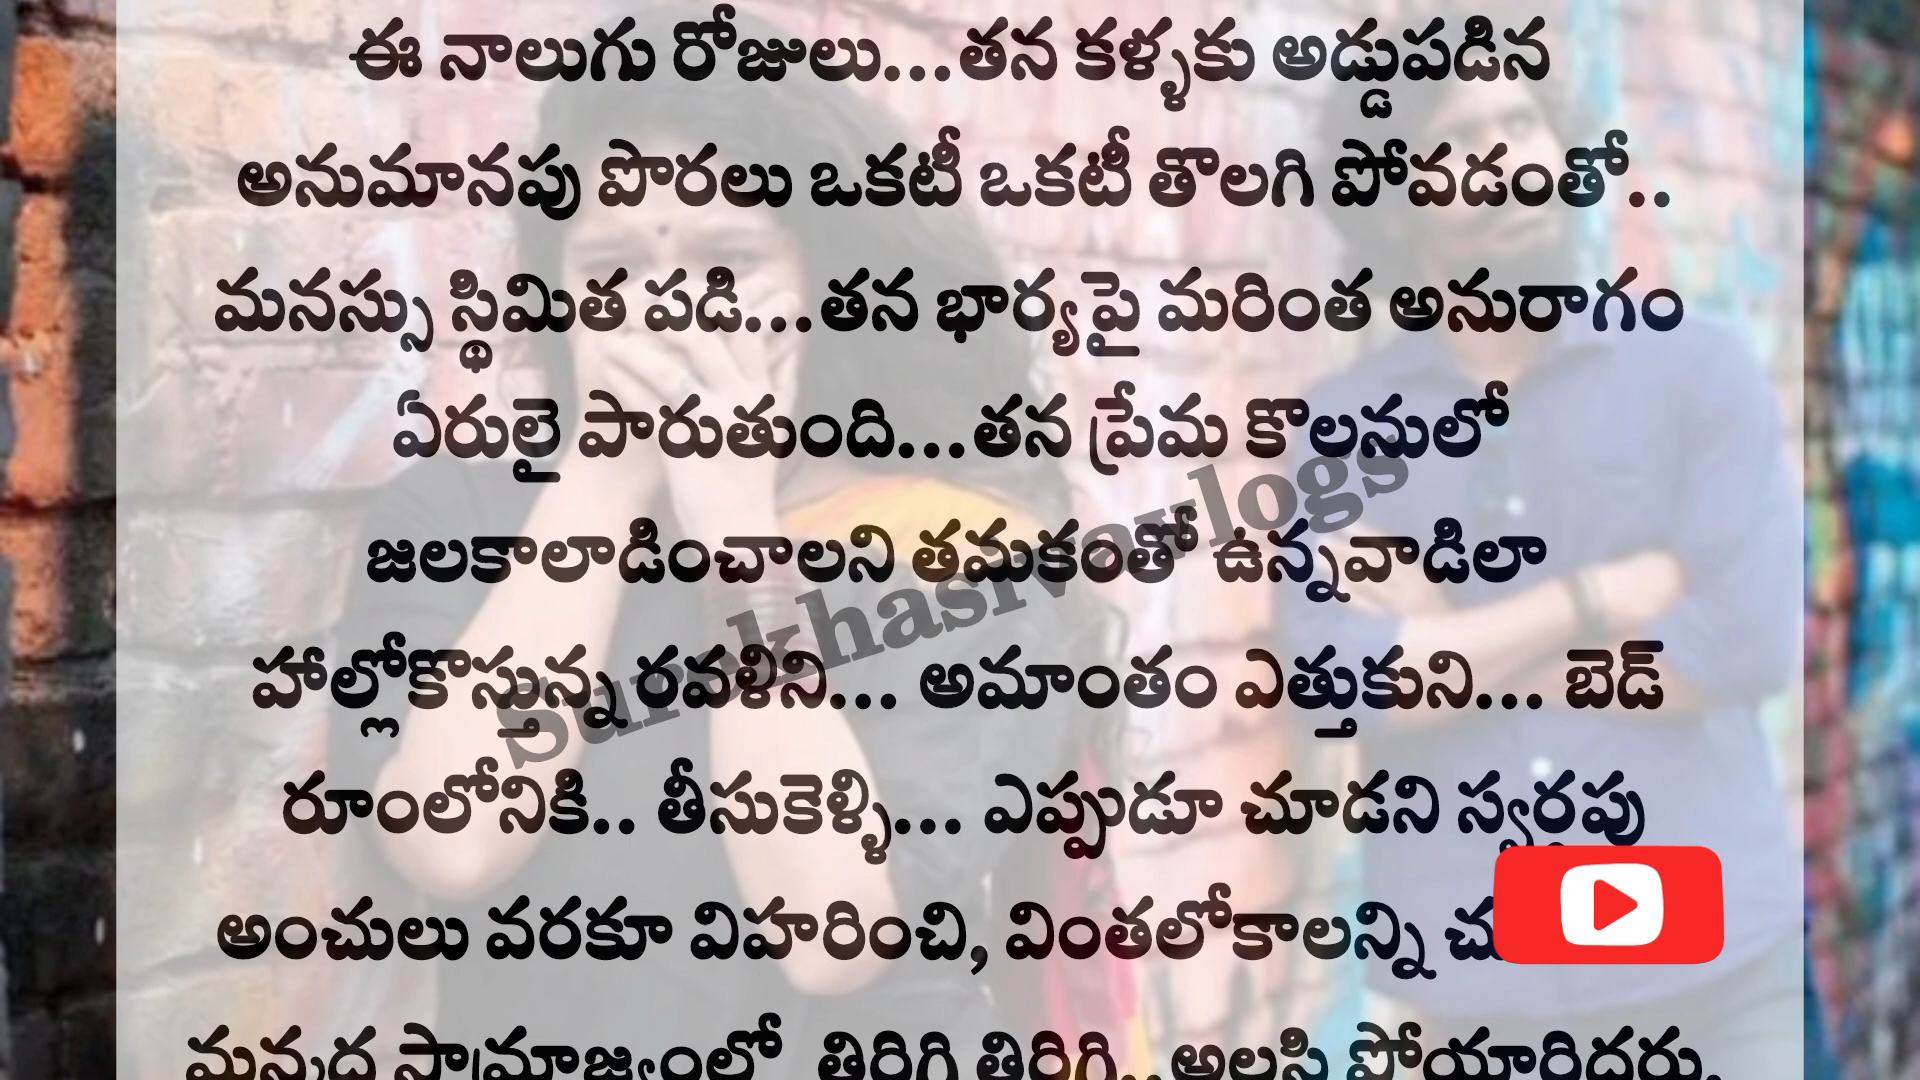 ఈ నాలుగు రోజులు...తన కళ్ళకు అడ్డుపడిన
అనుమానపు పొరలు ఒకటీ ఒకటీ తొలగి పోవడంతో..
మనస్సు స్థిమిత పడి...తన భార్యపై మరింత అనురాగం
ఏరులై పారుతుంది...తన ప్రేమ కొలనులో
జలకాలాడించాలని తమకంతో ఉన్నవాడిలా
Surekhasivavlogs
హాల్లోకొస్తున్న రవళిని... అమాంతం ఎత్తుకుని... బెడ్
రూంలోనికి.. తీసుకెళ్ళి... ఎప్పుడూ చూడని స్వర్గపు
అంచులు వరకూ విహరించి, వింతలోకాలన్ని
మన్మధ సామ్రాజ్యంలో తిరిగి తిరిగి..అలసి పోయారిద్దరు.